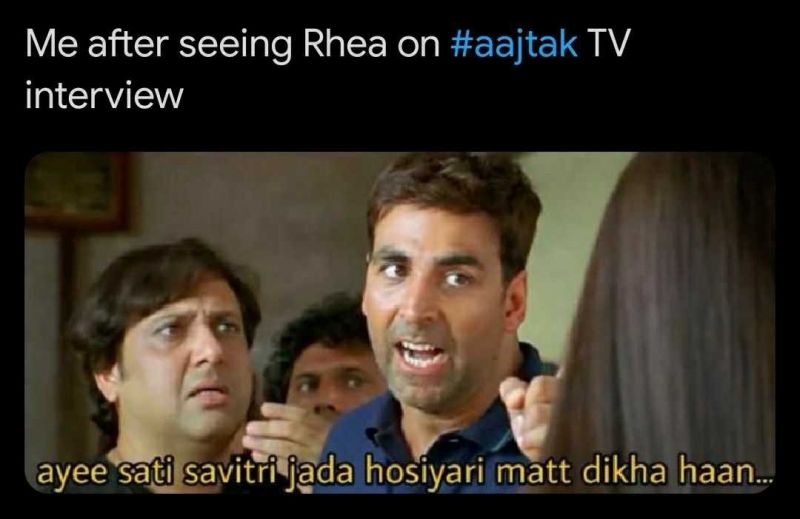 Me after seeing Rhea on #aajtak TV
interview
ayee sati savitri jada hosiyari matt dikha haan...